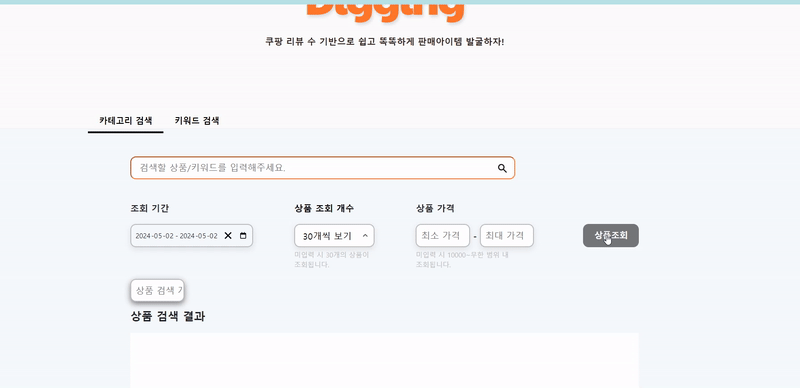 Digging
쿠팡 리뷰 수 기반으로 쉽고 똑똑하게 판매아이템 발굴하자!
카테고리 검색 키워드 검색
검색할 상품/키워드를 입력해주세요.
조회 기간 상품 조회 개수 상품 가격
2024-05-02 - 2024-05-02 30개씩 보기 최소 가격 - 최대 가격 상품조회
미입력 시 30개의 상품이 미입력 시 10000~무한 범위 내
조회됩니다. 조회됩니다.
상품 검색
상품 검색 결과